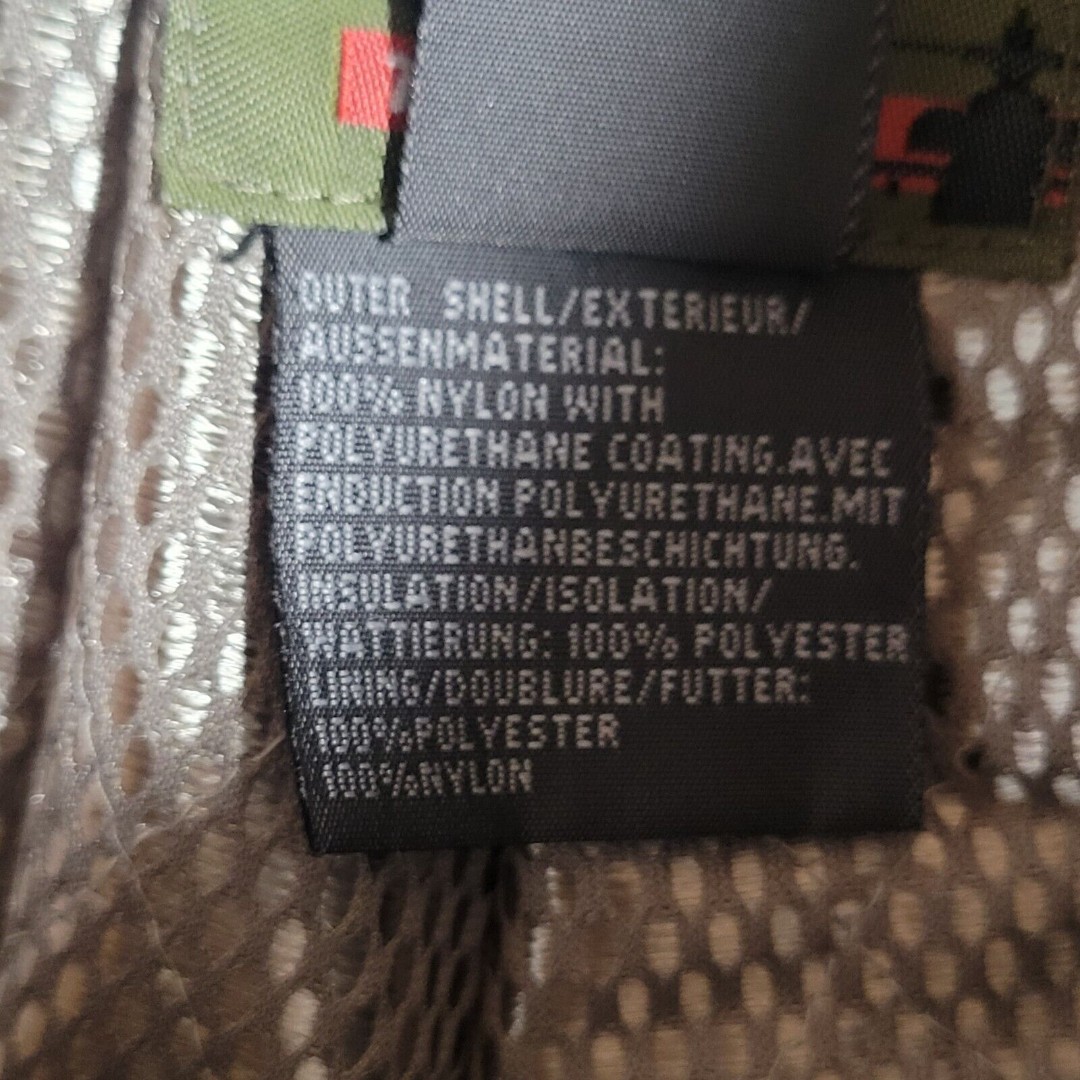 OUTER SHELL/EXTERIEUR/
AUSSENMATERIAL:
100% NYLON WITH
POLYURETHANE COATING.AVEC
ENDUCTION POLYURETHANE.MIT
POLYURETHANBESCHICHTUNG.
INSULATION/ISOLATION/
WATTIERUNG: 100% POLYESTER
LINING/DOUBLURE/FUTTER:
100%POLYESTER
100%NYLON